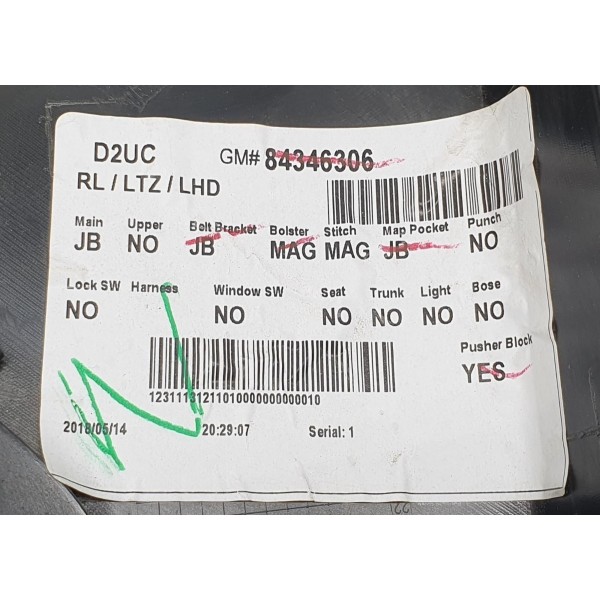 D2UC GM# 84346306
RL / LTZ / LHD
Main Upper Belt Bracket Bolster Stitch Map Pocket Punch
JB NO JB MAG MAG JB NO
Lock SW Harness Window SW Seat Trunk Light Bose
NO NO NO NO NO NO
Pusher Block
YES
12311131211010000000000010
2018/05/14 20:29:07 Serial: 1